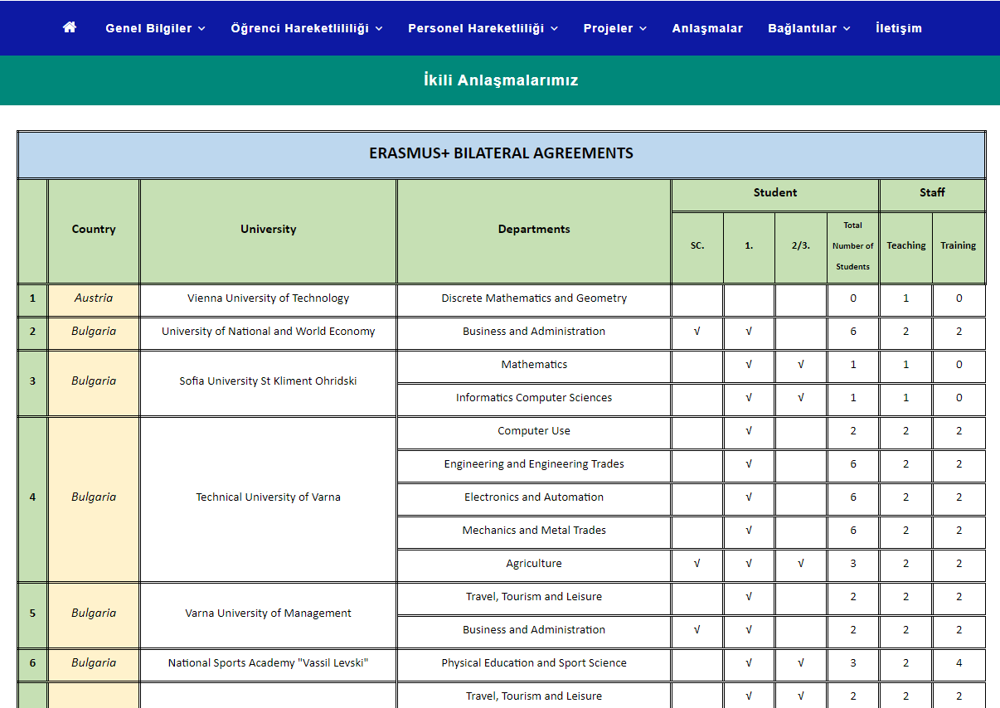 Genel Bilgiler Öğrenci Hareketlililiği Personel Hareketliliği Projeler Anlaşmalar Bağlantılar İletişim
İkili Anlaşmalarımız
ERASMUS+ BILATERAL AGREEMENTS
Country University Departments Student Staff
SC. 1. 2/3. Total Number of Students Teaching Training
1 Austria Vienna University of Technology Discrete Mathematics and Geometry 0 1 0
2 Bulgaria University of National and World Economy Business and Administration √ √ 6 2 2
3 Bulgaria Sofia University St Kliment Ohridski Mathematics √ √ 1 1 0
Informatics Computer Sciences √ √ 1 1 0
4 Bulgaria Technical University of Varna Computer Use √ 2 2 2
Engineering and Engineering Trades √ 6 2 2
Electronics and Automation √ 6 2 2
Mechanics and Metal Trades √ 6 2 2
Agriculture √ √ √ 3 2 2
5 Bulgaria Varna University of Management Travel, Tourism and Leisure √ 2 2 2
Business and Administration √ √ 2 2 2
6 Bulgaria National Sports Academy "Vassil Levski" Physical Education and Sport Science √ √ 3 2 4
Travel, Tourism and Leisure √ √ 2 2 2